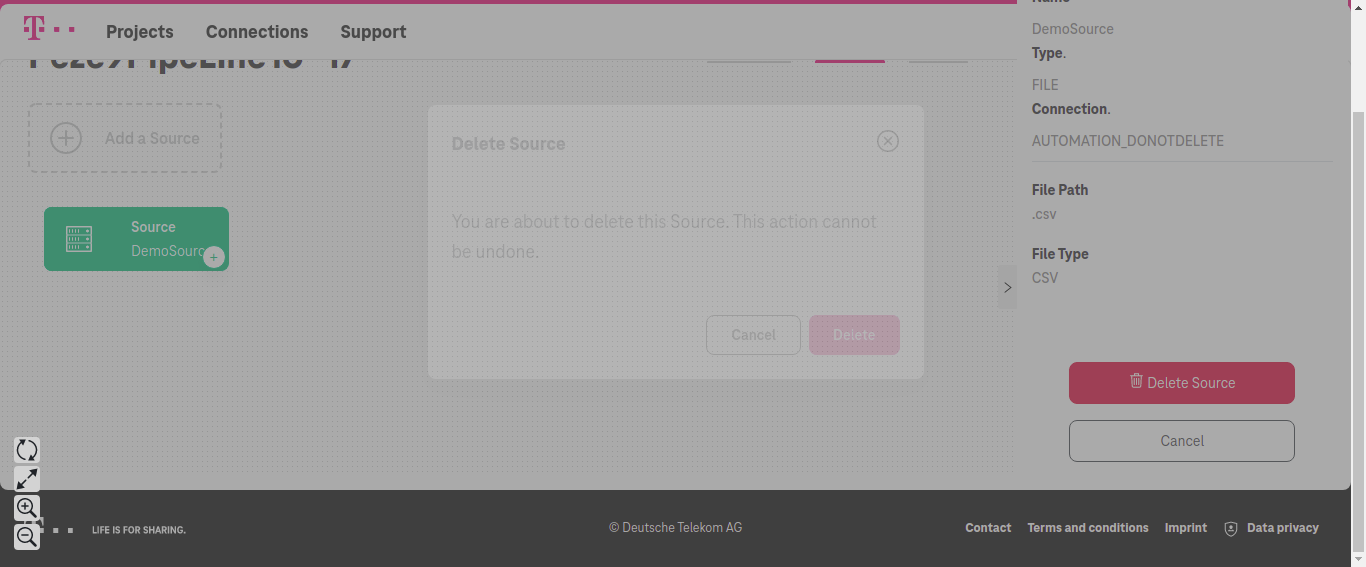 Name
T
Projects
Connections
Support
DemoSource
Type.
FILE
Connection.
AUTOMATION_DONOTDELETE
File Path
.csv
File Type
CSV
Add a Source
Source
DemoSourc
+
Delete Source
You are about to delete this Source. This action cannot
be undone.
Cancel
Delete
Delete Source
Cancel
LIFE IS FOR SHARING.
© Deutsche Telekom AG
Contact
Terms and conditions
Imprint
Data privacy